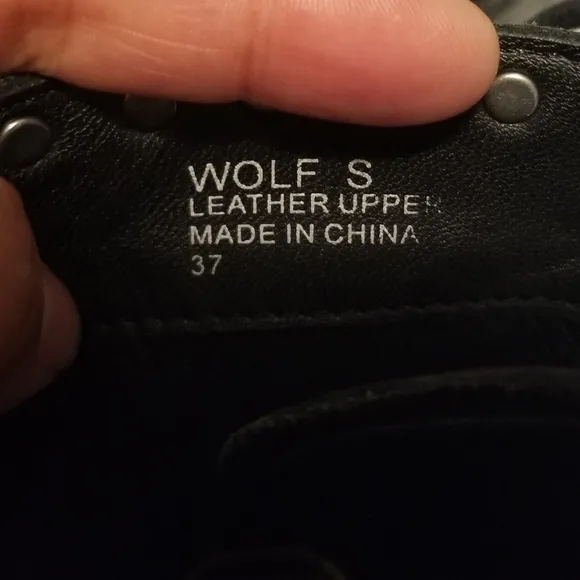 WOLF S
LEATHER UPPER
MADE IN CHINA
37